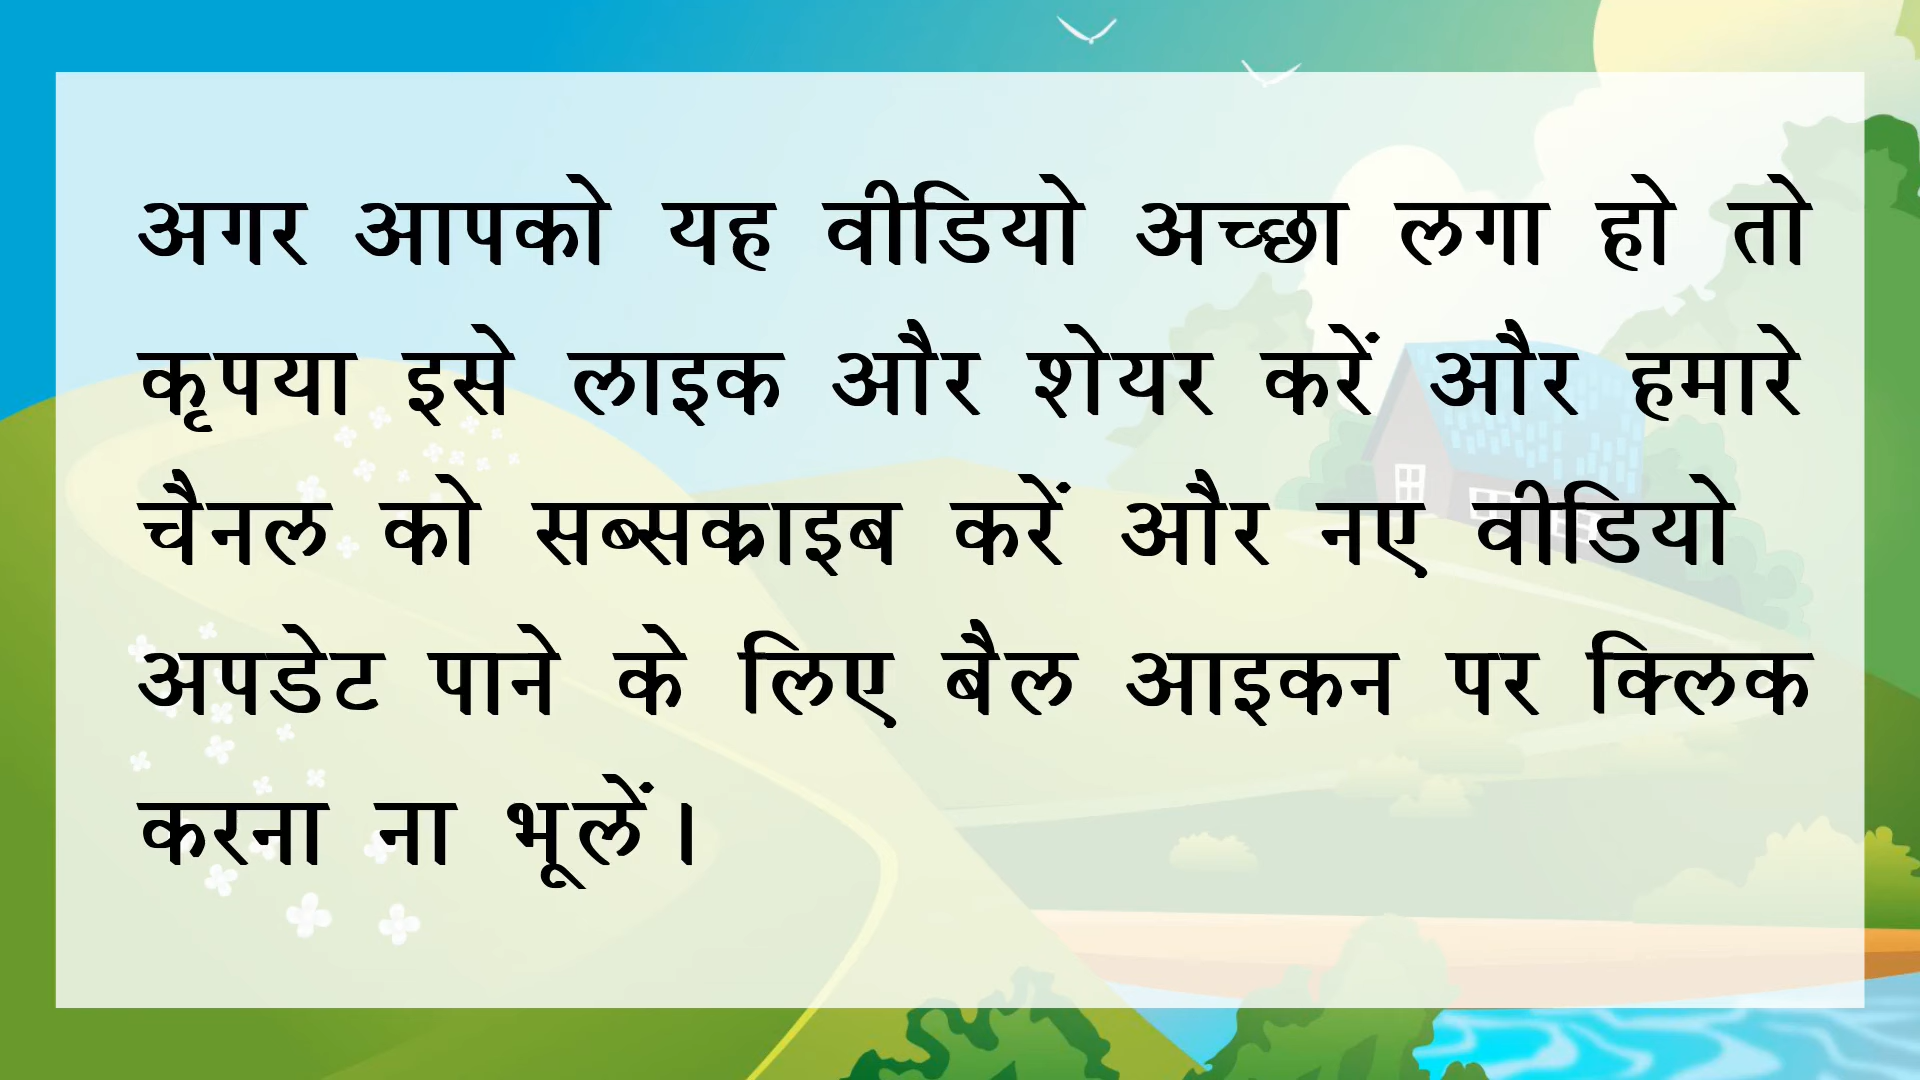 अगर आपको यह वीडियो अच्छा लगा हो तो
कृपया इसे लाइक और शेयर करें और हमारे
चैनल को सब्सक्राइब करें और नए वीडियो
अपडेट पाने के लिए बैल आइकन पर क्लिक
करना ना भूलें।